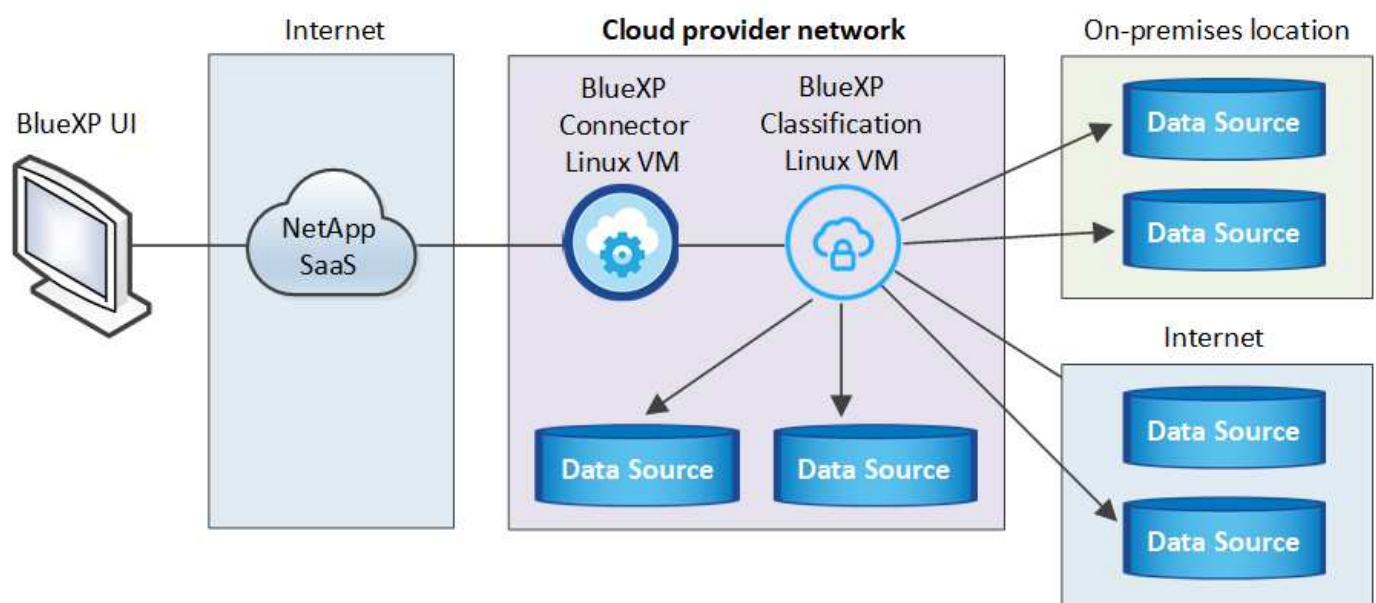 Internet
Cloud provider network
On-premises location
BlueXP UI
NetApp
SaaS
BlueXP
Connector
Linux VM
BlueXP
Classification
Linux VM
Data Source
Data Source
Data Source
Data Source
Internet
Data Source
Data Source